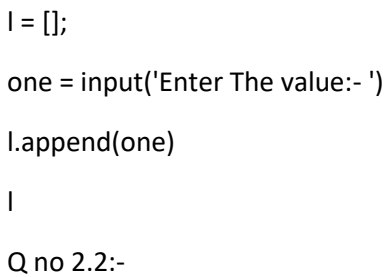 l = [];
one = input('Enter The value:- ')
l.append(one)
l
Q no 2.2:-